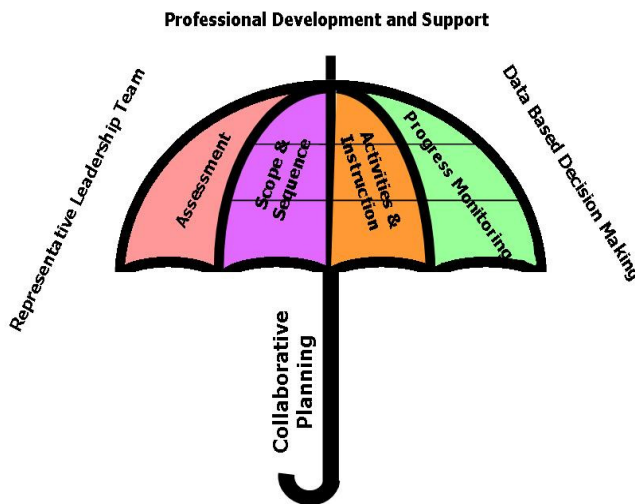 Professional Development and Support
Representative Leadership Team
Data Based Decision Making
Assessment
Scope &
Sequence
Activities &
Instruction
Progress Monitoring
Collaborative
Planning